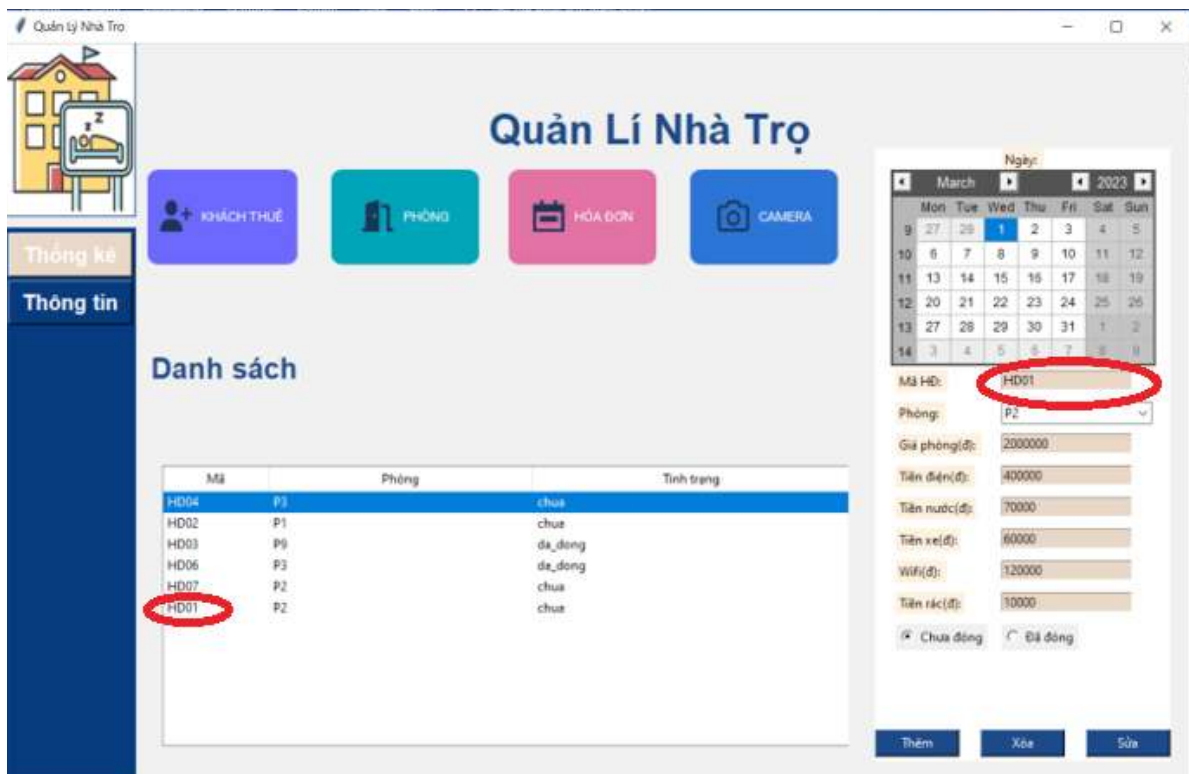 Quản Lý Nhà Trọ
Quản Lí Nhà Trọ
KHÁCH THUÊ
PHÒNG
HÓA ĐƠN
CAMERA
Thống kê
Thông tin
Danh sách
Mã Phòng Tình trạng
HD04 P3 chua
HD02 P1 chua
HD03 P9 da_dong
HD06 P3 da_dong
HD07 P2 chua
HD01 P2 chua
Ngày:
March 2023
Mon Tue Wed Thu Fri Sat Sun
9 27 28 1 2 3 4 5
10 6 7 8 9 10 11 12
11 13 14 15 16 17 18 19
12 20 21 22 23 24 25 26
13 27 28 29 30 31 1 2
14 3 4 5 6 7 8 9
Mã HĐ: HD01
Phòng: P2
Giá phòng(đ): 2000000
Tiền điện(đ): 400000
Tiền nước(đ): 70000
Tiền xe(đ): 60000
Wifi(đ): 120000
Tiền rác(đ): 10000
Chưa đóng Đã đóng
Thêm Xóa Sửa